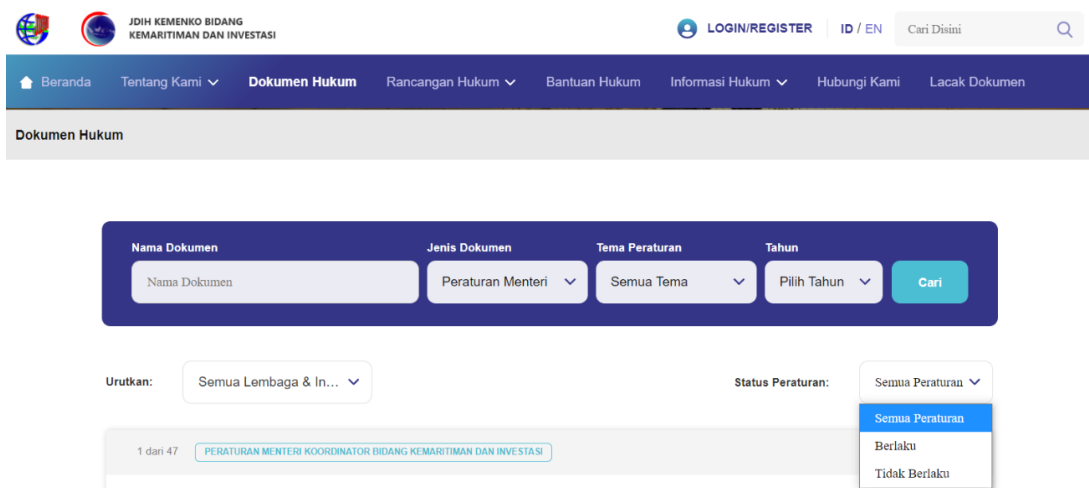 JDIH KEMENKO BIDANG
KEMARITIMAN DAN INVESTASI
LOGIN/REGISTER
ID / EN
Cari Disini
Beranda
Tentang Kami
Dokumen Hukum
Rancangan Hukum
Bantuan Hukum
Informasi Hukum
Hubungi Kami
Lacak Dokumen
Dokumen Hukum
Nama Dokumen
Jenis Dokumen
Tema Peraturan
Tahun
Nama Dokumen
Peraturan Menteri
Semua Tema
Pilih Tahun
Cari
Urutkan:
Semua Lembaga & In...
Status Peraturan:
Semua Peraturan
Semua Peraturan
Berlaku
Tidak Berlaku
1 dari 47
PERATURAN MENTERI KOORDINATOR BIDANG KEMARITIMAN DAN INVESTASI